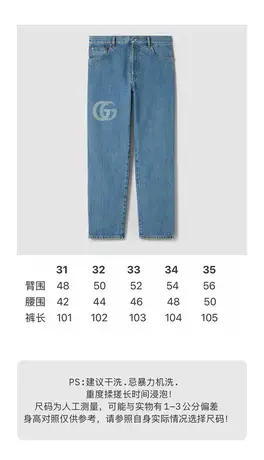 31 32 33 34 35
臂围 48 50 52 54 56
腰围 42 44 46 48 50
裤长 101 102 103 104 105
PS:建议干洗.忌暴力机洗.
重度揉搓长时间浸泡!
尺码为人工测量，可能与实物有1-3公分偏差
身高对照仅供参考，请参照自身实际情况选择尺码!